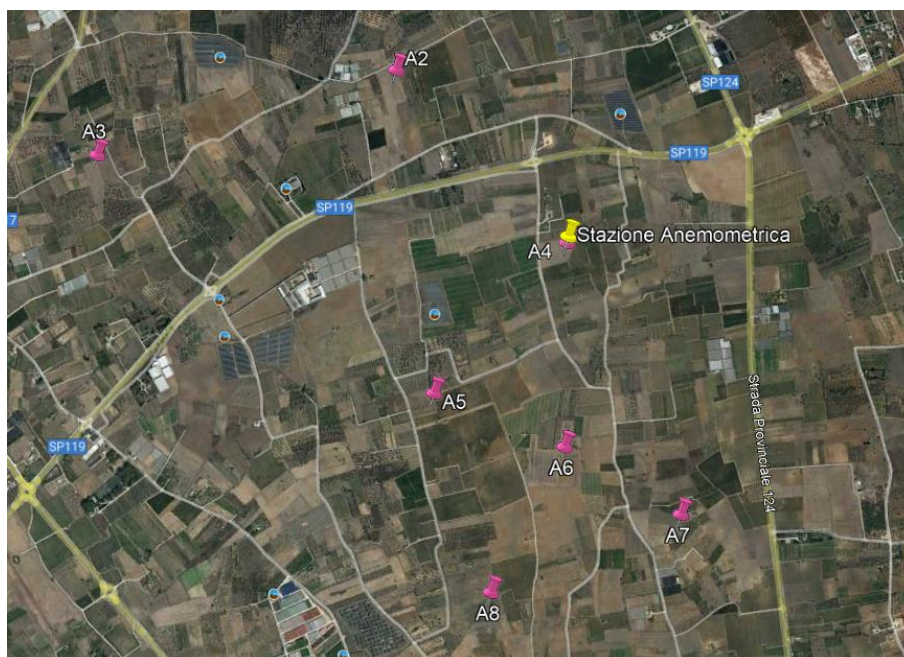 A2
SP124
A3
SP119
SP119
7
Stazione Anemometrica
A4
Strada Provinciale 124
A5
SP119
A6
A7
A8